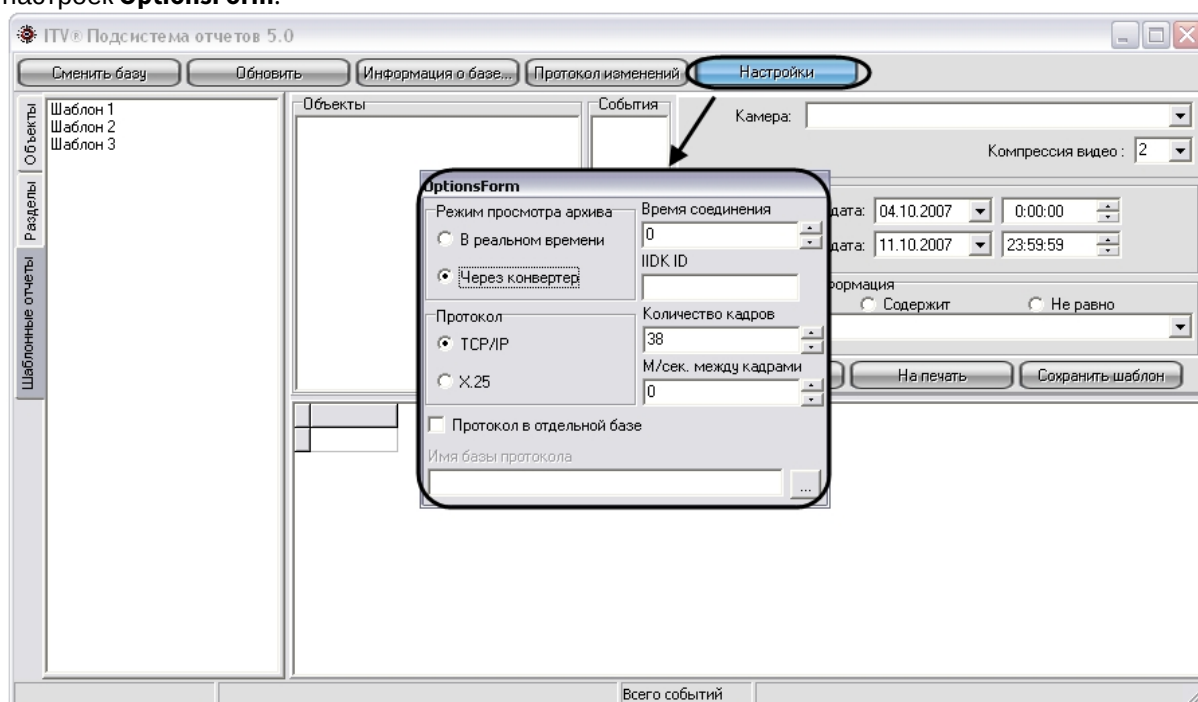 настроек OptionsForm.
ITV® Подсистема отчетов 5.0
Сменить базу
Обновить
Информация о базе...
Протокол изменений
Настройки
Объекты
Разделы
Шаблонные отчеты
Шаблон 1
Шаблон 2
Шаблон 3
Объекты
События
Камера:
Компрессия видео : 2
дата: 04.10.2007 0:00:00
дата: 11.10.2007 23:59:59
Содержит
Не равно
На печать
Сохранить шаблон
OptionsForm
Режим просмотра архива
В реальном времени
Через конвертер
Время соединения
0
IIDK ID
Протокол
TCP/IP
X.25
Количество кадров
38
М/сек. между кадрами
0
Протокол в отдельной базе
Имя базы протокола
...
Всего событий